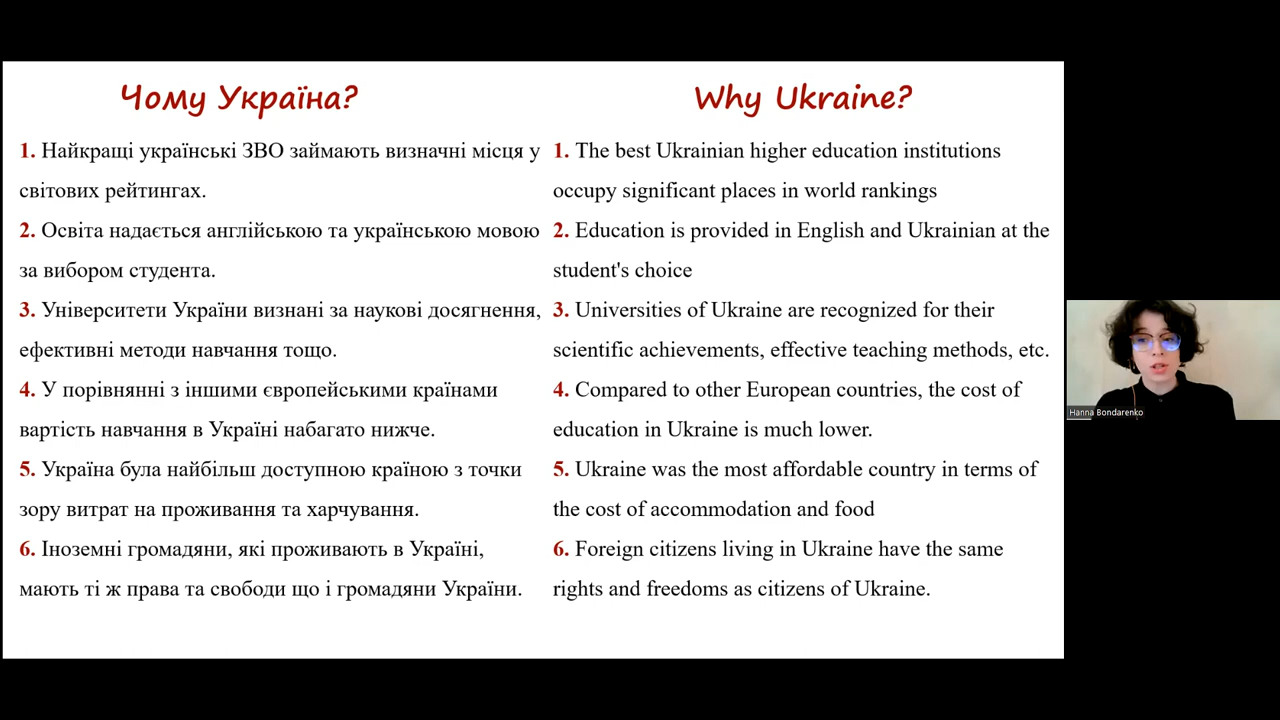 Чому Україна?
1. Найкращі українські ЗВО займають визначні місця у
світових рейтингах.
2. Освіта надається англійською та українською мовою
за вибором студента.
3. Університети України визнані за наукові досягнення,
ефективні методи навчання тощо.
4. У порівнянні з іншими європейськими країнами
вартість навчання в Україні набагато нижче.
5. Україна була найбільш доступною країною з точки
зору витрат на проживання та харчування.
6. Іноземні громадяни, які проживають в Україні,
мають ті ж права та свободи що і громадяни України.
Why Ukraine?
1. The best Ukrainian higher education institutions
occupy significant places in world rankings
2. Education is provided in English and Ukrainian at the
student's choice
3. Universities of Ukraine are recognized for their
scientific achievements, effective teaching methods, etc.
4. Compared to other European countries, the cost of
education in Ukraine is much lower.
5. Ukraine was the most affordable country in terms of
the cost of accommodation and food
6. Foreign citizens living in Ukraine have the same
rights and freedoms as citizens of Ukraine.
Hanna Bondarenko